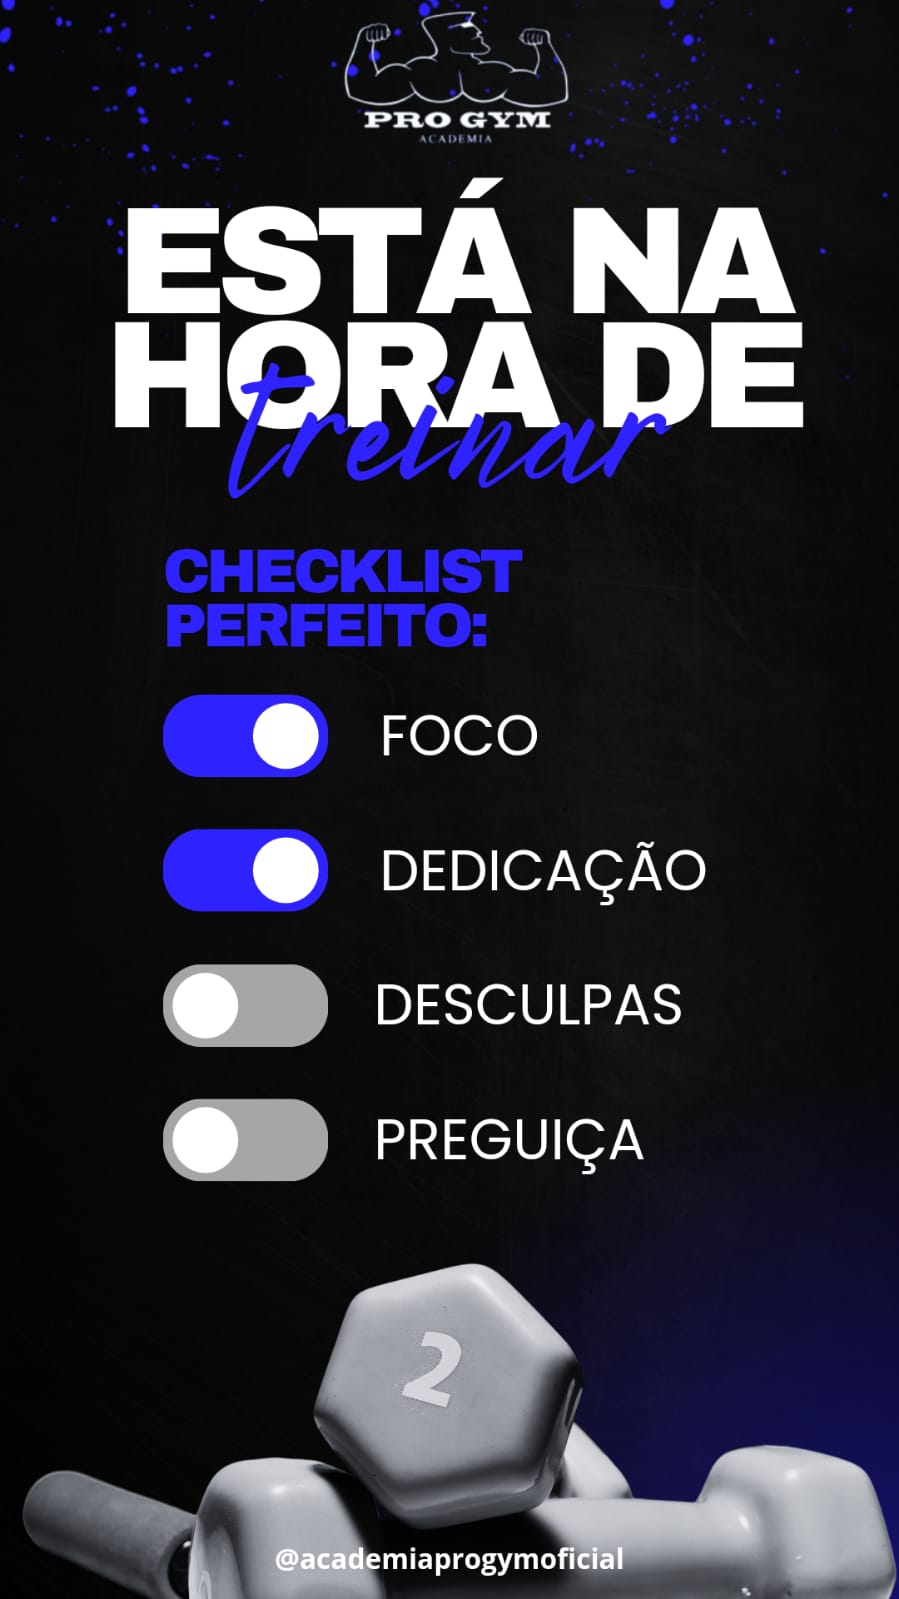 PRO GYM
ACADEMIA
ESTÁ NA
HORA DE
treinar
CHECKLIST
PERFEITO:
FOCO
DEDICAÇÃO
DESCULPAS
PREGUIÇA
2
@academiaprogymoficial